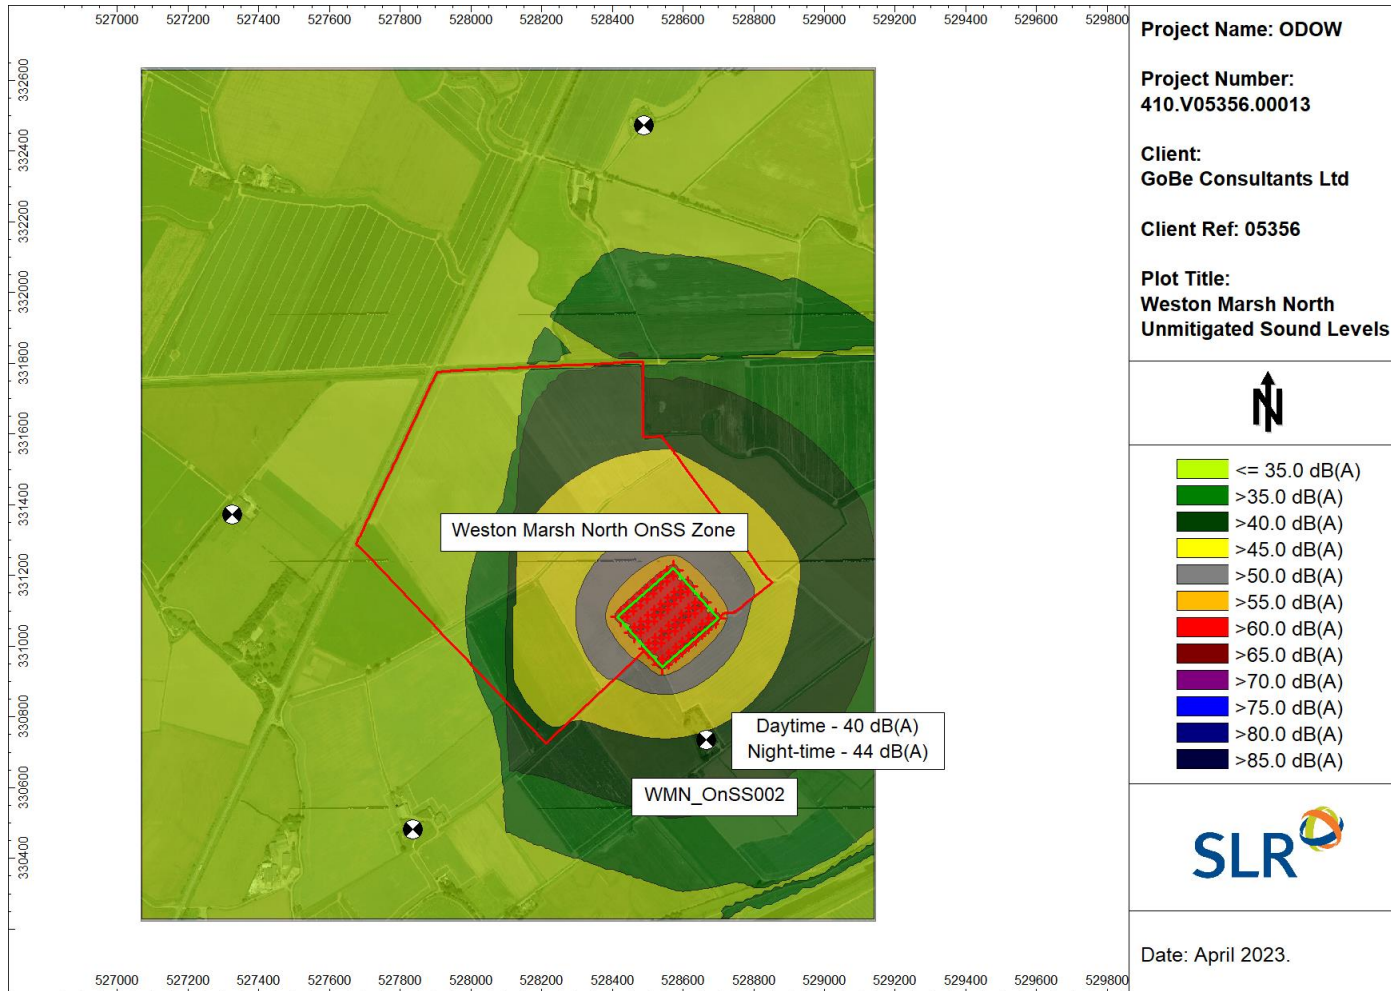 527000 527200 527400 527600 527800 528000 528200 528400 528600 528800 529000 529200 529400 529600 529800
332600
332400
332200
332000
331800
331600
331400
331200
331000
330800
330600
330400
Weston Marsh North OnSS Zone
Daytime - 40 dB(A)
Night-time - 44 dB(A)
WMN_OnSS002
527000 527200 527400 527600 527800 528000 528200 528400 528600 528800 529000 529200 529400 529600 529800
Project Name: ODOW
Project Number:
410.V05356.00013
Client:
GoBe Consultants Ltd
Client Ref: 05356
Plot Title:
Weston Marsh North
Unmitigated Sound Levels
N
<= 35.0 dB(A)
>35.0 dB(A)
>40.0 dB(A)
>45.0 dB(A)
>50.0 dB(A)
>55.0 dB(A)
>60.0 dB(A)
>65.0 dB(A)
>70.0 dB(A)
>75.0 dB(A)
>80.0 dB(A)
>85.0 dB(A)
SLR
Date: April 2023.